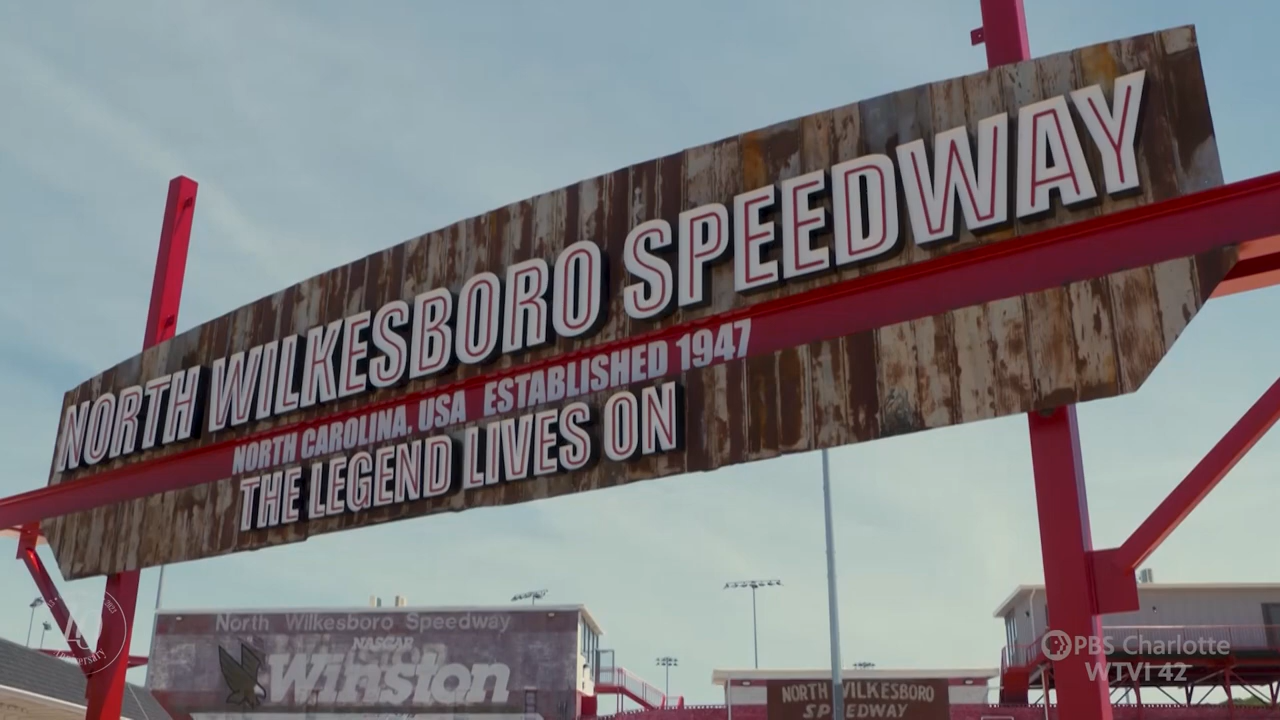 NORTH WILKESBORO SPEEDWAY
NORTH CAROLINA, USA ESTABLISHED 1947
THE LEGEND LIVES ON
North Wilkesboro Speedway
NASCAR
Winston
NORTH WILKESBORO
SPEEDWAY
PBS Charlotte
WTVI 42